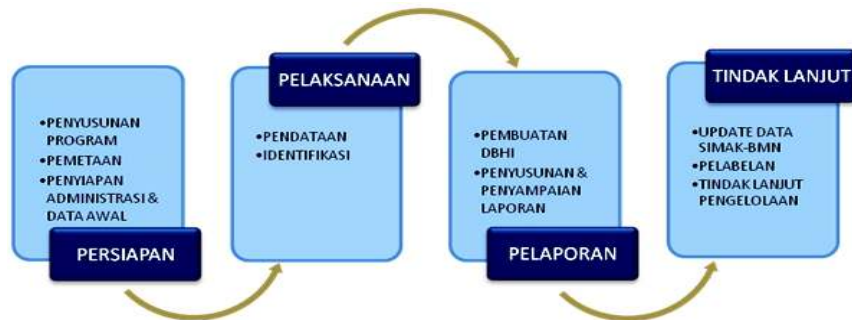 •PENYUSUNAN
PROGRAM
•PEMETAAN
•PENYIAPAN
ADMINISTRASI &
DATA AWAL
PERSIAPAN
PELAKSANAAN
•PENDATAAN
•IDENTIFIKASI
•PEMBUATAN
DBHI
•PENYUSUNAN &
PENYAMPAIAN
LAPORAN
PELAPORAN
TINDAK LANJUT
•UPDATE DATA
SIMAK-BMN
•PELABELAN
•TINDAK LANJUT
PENGELOLAAN